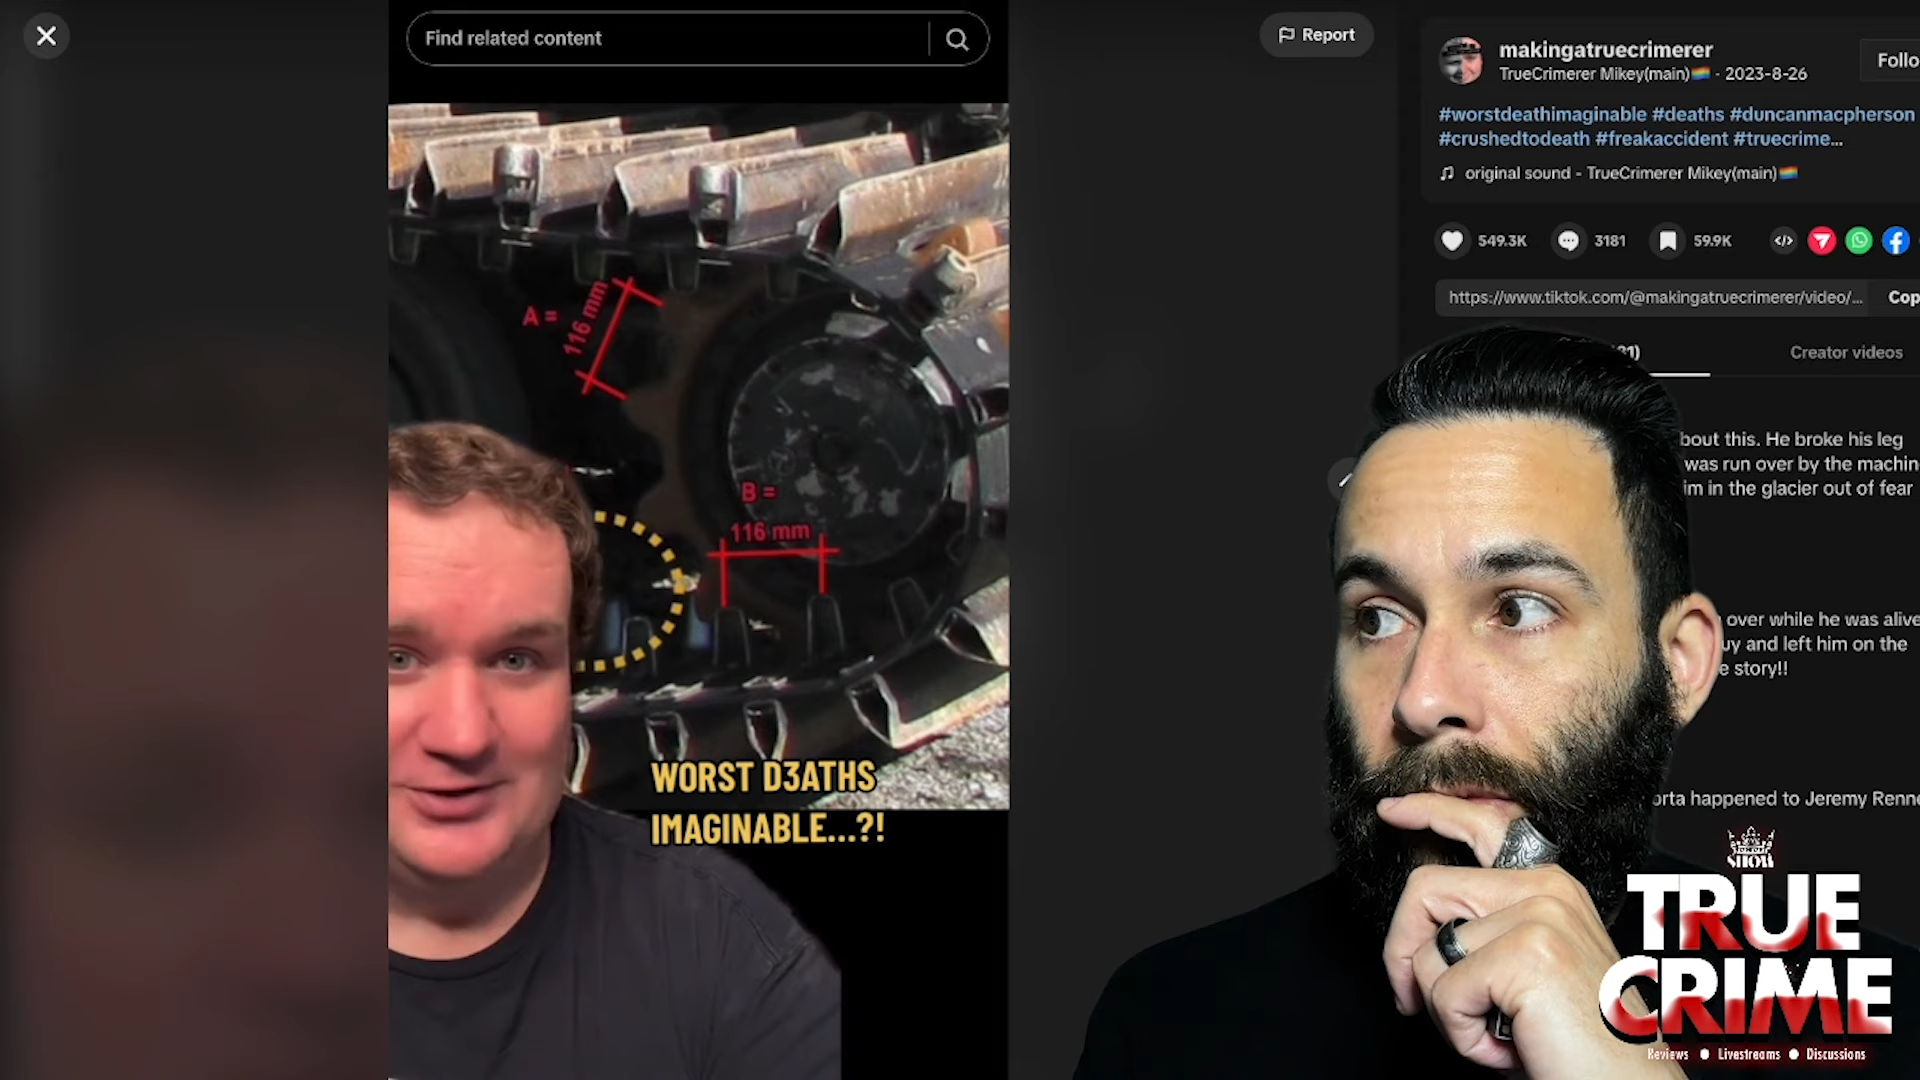 Find related content
Report
makingatruecrimerer
TrueCrimerer Mikey(main)🏳️‍🌈 · 2023-8-26
Follo
#worstdeathimaginable #deaths #duncanmacpherson
#crushedtodeath #freakaccident #truecrime...
original sound - TrueCrimerer Mikey(main)🏳️‍🌈
549.3K
3181
59.9K
https://www.tiktok.com/@makingatruecrimerer/video/...
Cop
Creator videos
A =
116 mm
B =
116 mm
bout this. He broke his leg
was run over by the machin
im in the glacier out of fear
over while he was alive
uy and left him on the
e story!!
orta happened to Jeremy Renne
WORST D3ATHS
IMAGINABLE...?!
SHOW
TRUE
CRIME
Reviews ● Livestreams ● Discussions